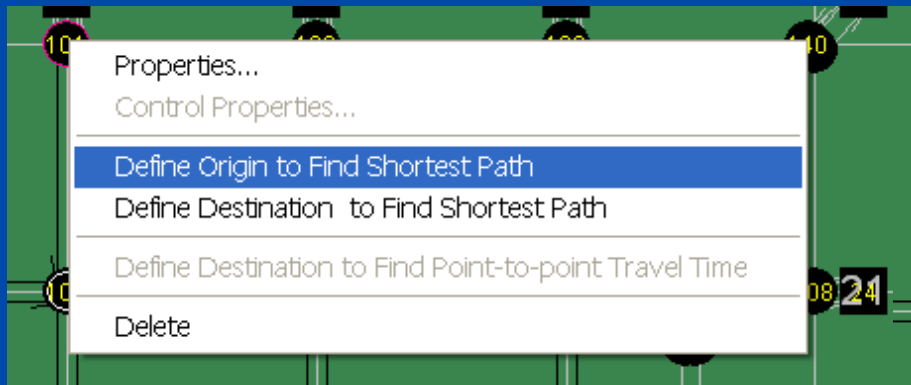 Properties...
Control Properties...
Define Origin to Find Shortest Path
Define Destination  to Find Shortest Path
Define Destination to Find Point-to-point Travel Time
08 21 24
Delete